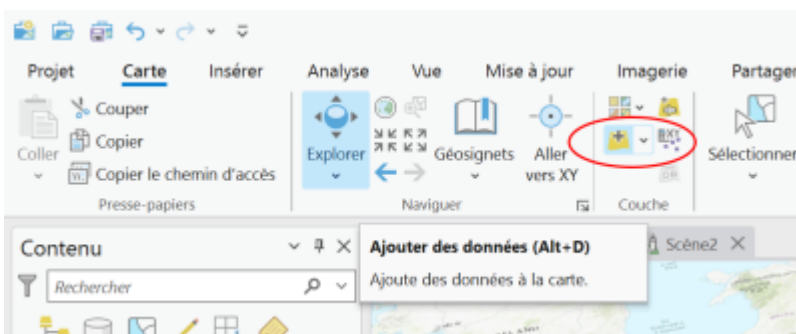 Projet Carte Insérer Analyse Vue Mise à jour Imagerie Partager
Couper
Copier
Coller
Copier le chemin d'accès
Presse-papiers
Explorer
Géosignets
Aller
vers XY
Naviguer
Couche
Sélectionner
Contenu
Rechercher
Ajouter des données (Alt+D)
Ajoute des données à la carte.
Scène2